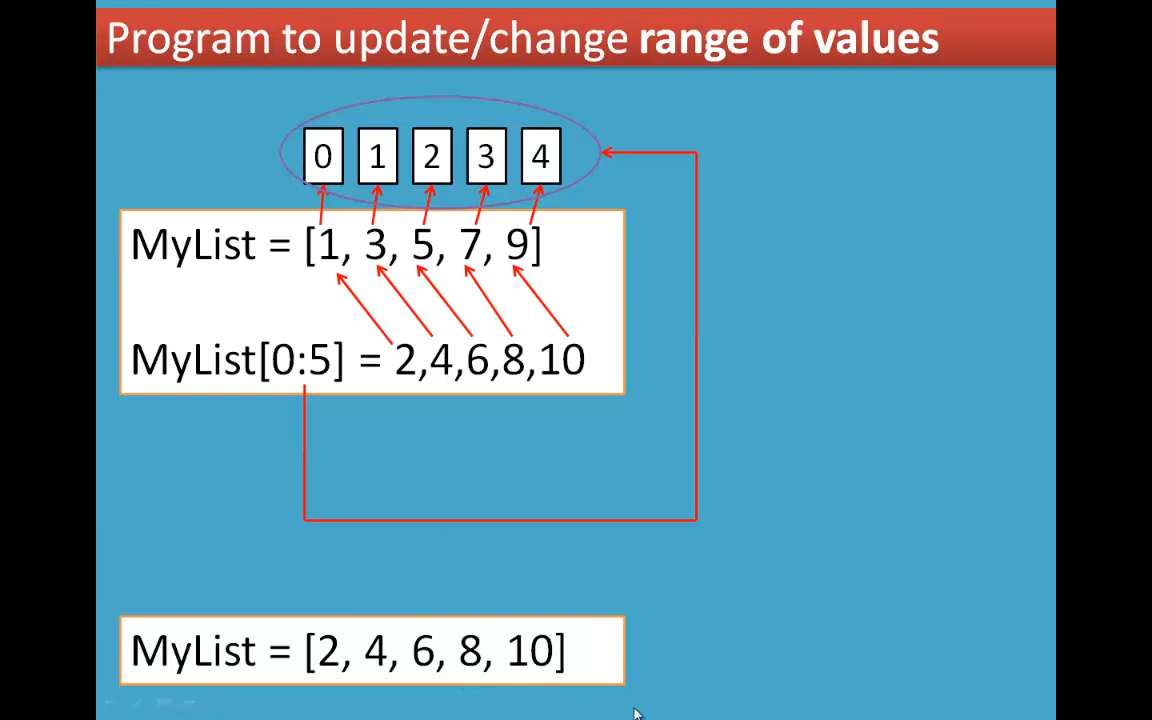 Program to update/change range of values
0 1 2 3 4
MyList = [1, 3, 5, 7, 9]
MyList[0:5] = 2,4,6,8,10
MyList = [2, 4, 6, 8, 10]